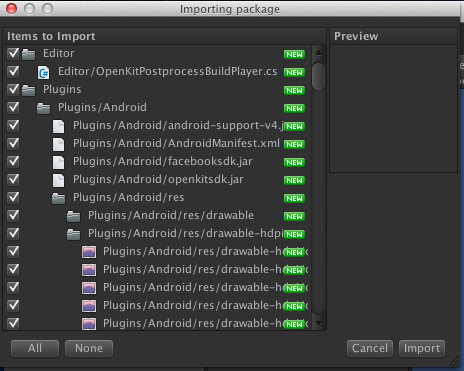 Importing package
Items to Import
Preview
Editor NEW
Editor/OpenKitPostprocessBuildPlayer.cs NEW
Plugins NEW
Plugins/Android NEW
Plugins/Android/android-support-v4.j NEW
Plugins/Android/AndroidManifest.xml NEW
Plugins/Android/facebooksdk.jar NEW
Plugins/Android/openkitsdk.jar NEW
Plugins/Android/res NEW
Plugins/Android/res/drawable NEW
Plugins/Android/res/drawable-hdpi NEW
Plugins/Android/res/drawable-h NEW
Plugins/Android/res/drawable-h NEW
Plugins/Android/res/drawable-h NEW
Plugins/Android/res/drawable-h NEW
Plugins/Android/res/drawable-h NEW
All None Cancel Import